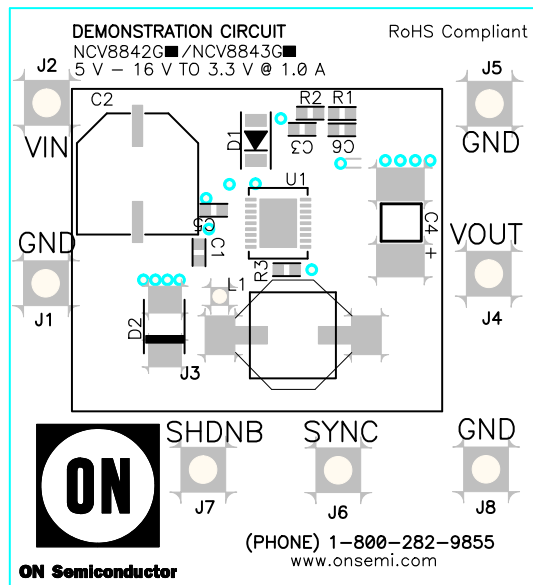 DEMONSTRATION CIRCUIT
RoHS Compliant
NCV8842G■/NCV8843G■
5 V – 16 V TO 3.3 V @ 1.0 A
J2
J5
C2
R2 R1
D1
C3 C6
VIN
GND
U1
C5
C4
+
GND
C1
VOUT
R3
L1
J1
J4
D2
J3
SHDNB
SYNC
GND
ON
J7
J6
J8
(PHONE) 1-800-282-9855
www.onsemi.com
ON Semiconductor